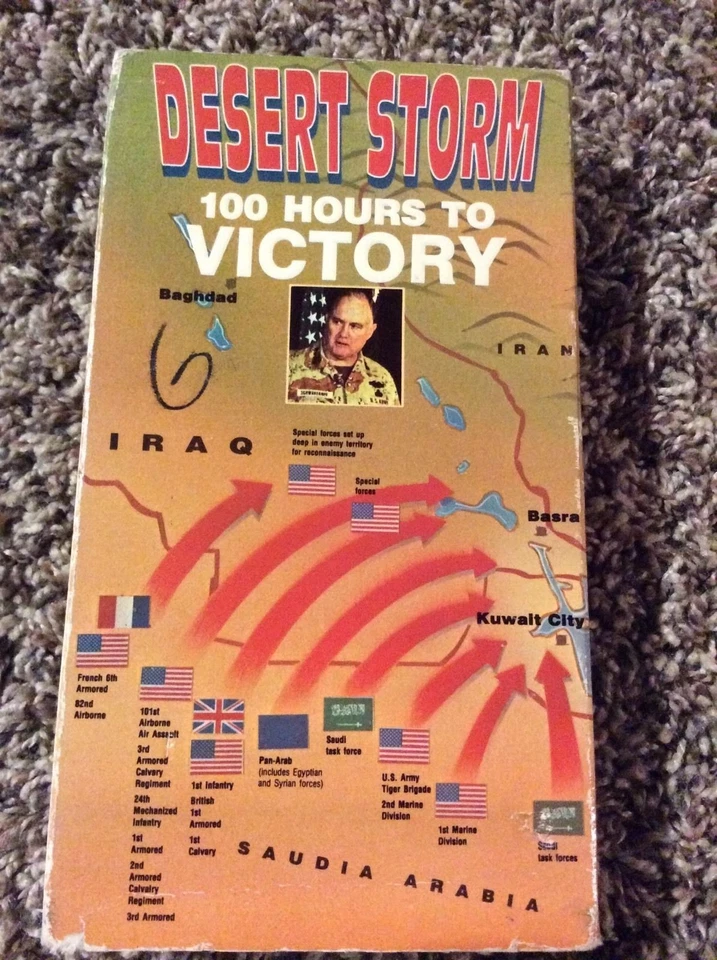 DESERT STORM
100 HOURS TO
VICTORY
Baghdad
6
IRAN
IRAQ
Special forces set up
deep in enemy territory
for reconnaissance
Special
forces
Basra
Kuwait City
French 6th
Armored
82nd
Airborne
101st
Airborne
Air Assault
3rd
Armored
Calvary
Regiment
24th
Mechanized
Infantry
1st
Armored
2nd
Armored
Calvalry
Regiment
3rd Armored
1st Infantry
British
1st
Armored
1st
Calvary
Pan-Arab
(includes Egyptian
and Syrian forces)
Saudi
task force
U.S. Army
Tiger Brigade
2nd Marine
Division
1st Marine
Division
Saudi
task forces
SAUDIA ARABIA